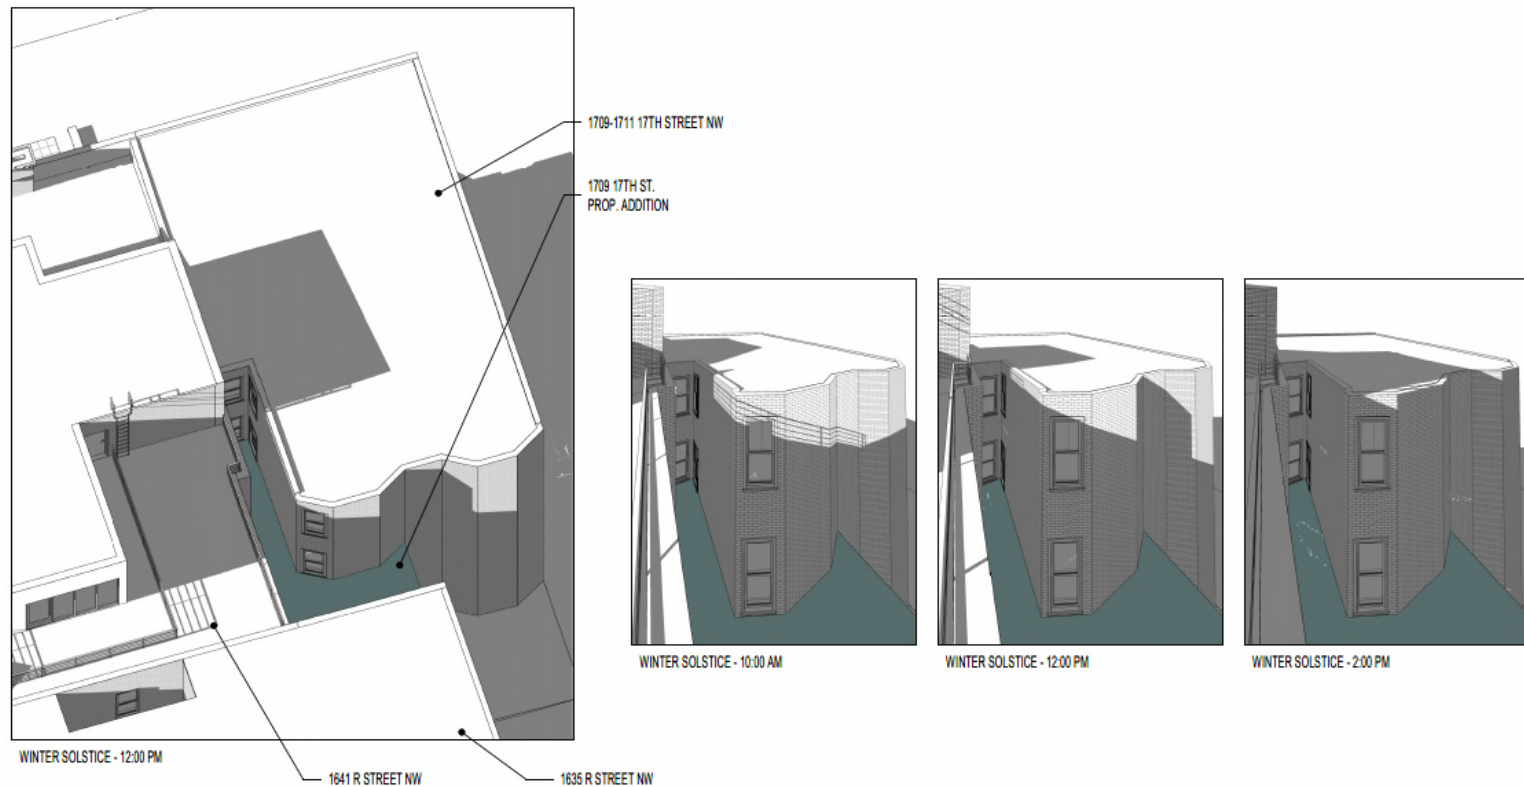 1709-1711 17TH STREET NW
1709 17TH ST.
PROP. ADDITION
WINTER SOLSTICE - 10:00 AM
WINTER SOLSTICE - 12:00 PM
WINTER SOLSTICE - 2:00 PM
WINTER SOLSTICE - 12:00 PM
1641 R STREET NW
1635 R STREET NW